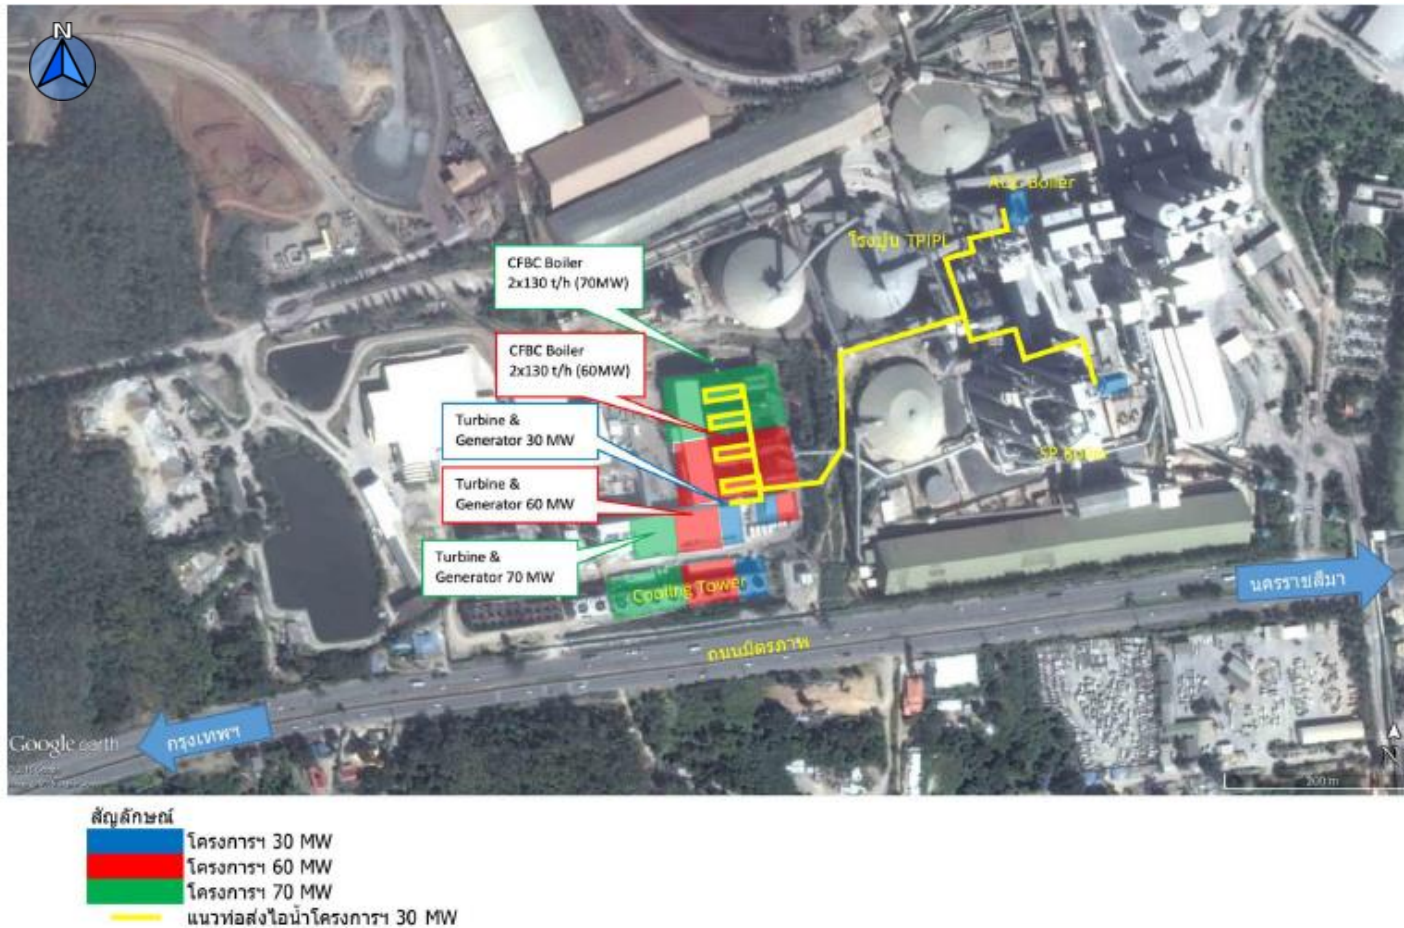 N
AQC Boiler
โรงปูน TPIPL
CFBC Boiler
2x130 t/h (70MW)
CFBC Boiler
2x130 t/h (60MW)
Turbine &
Generator 30 MW
Turbine &
Generator 60 MW
Turbine &
Generator 70 MW
SP Boiler
Cooling Tower
นครราชสีมา
ถนนมิตรภาพ
กรุงเทพฯ
Google earth
N
200 m
สัญลักษณ์
โครงการฯ 30 MW
โครงการฯ 60 MW
โครงการฯ 70 MW
แนวท่อส่งไอน้ำโครงการฯ 30 MW